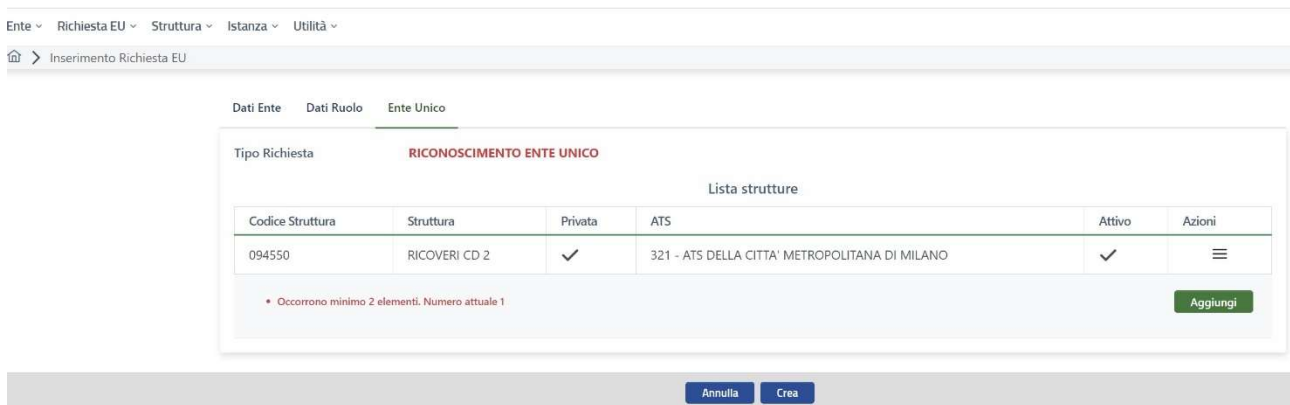 Ente Richiesta EU Struttura Istanza Utilità
Inserimento Richiesta EU
Dati Ente Dati Ruolo Ente Unico
Tipo Richiesta RICONOSCIMENTO ENTE UNICO
Lista strutture
Codice Struttura Struttura Privata ATS Attivo Azioni
094550 RICOVERI CD 2 321 - ATS DELLA CITTA' METROPOLITANA DI MILANO
• Occorrono minimo 2 elementi. Numero attuale 1 Aggiungi
Annulla Crea